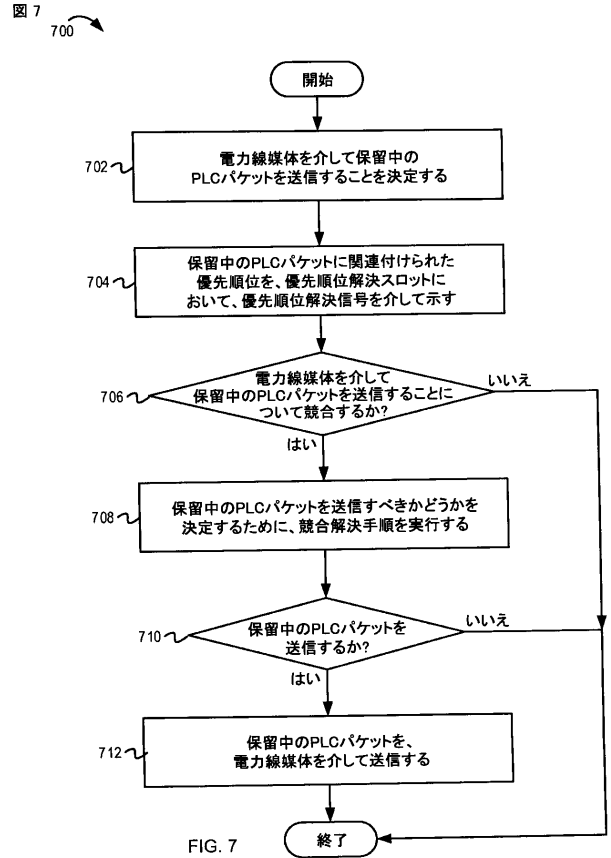 図 7
700
開始
702
電力線媒体を介して保留中の
PLCパケットを送信することを決定する
704
保留中のPLCパケットに関連付けられた
優先順位を、優先順位解決スロットに
おいて、優先順位解決信号を介して示す
706
電力線媒体を介して
保留中のPLCパケットを送信することに
ついて競合するか?
いいえ
はい
708
保留中のPLCパケットを送信すべきかどうかを
決定するために、競合解決手順を実行する
710
保留中のPLCパケットを
送信するか?
いいえ
はい
712
保留中のPLCパケットを、
電力線媒体を介して送信する
終了
FIG. 7